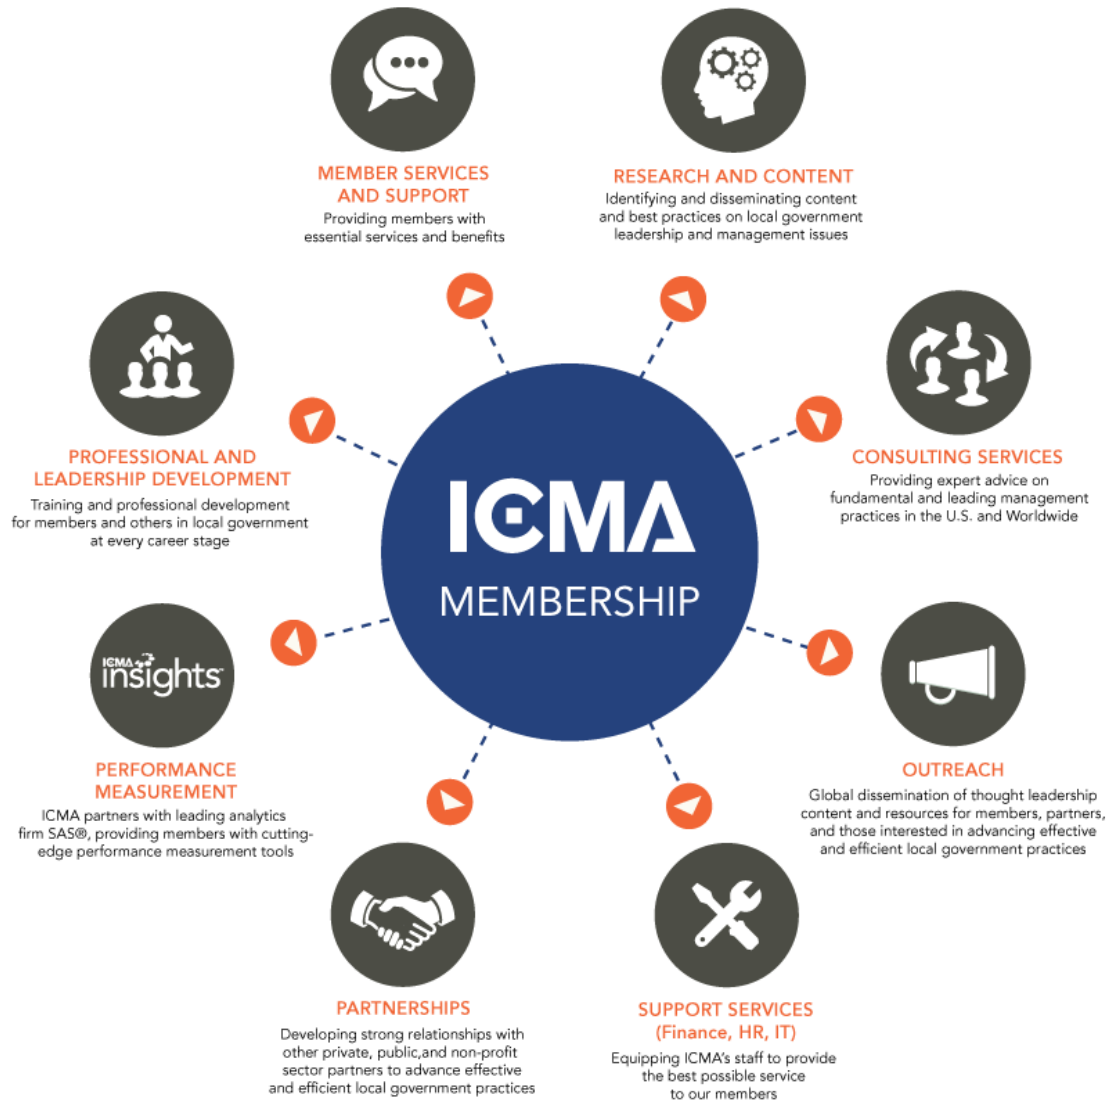 MEMBER SERVICES
AND SUPPORT
Providing members with
essential services and benefits
RESEARCH AND CONTENT
Identifying and disseminating content
and best practices on local government
leadership and management issues
PROFESSIONAL AND
LEADERSHIP DEVELOPMENT
Training and professional development
for members and others in local government
at every career stage
CONSULTING SERVICES
Providing expert advice on
fundamental and leading management
practices in the U.S. and Worldwide
ICMA
MEMBERSHIP
ICMA
insights™
PERFORMANCE
MEASUREMENT
ICMA partners with leading analytics
firm SAS®, providing members with cutting-
edge performance measurement tools
OUTREACH
Global dissemination of thought leadership
content and resources for members, partners,
and those interested in advancing effective
and efficient local government practices
PARTNERSHIPS
Developing strong relationships with
other private, public,and non-profit
sector partners to advance effective
and efficient local government practices
SUPPORT SERVICES
(Finance, HR, IT)
Equipping ICMA's staff to provide
the best possible service
to our members